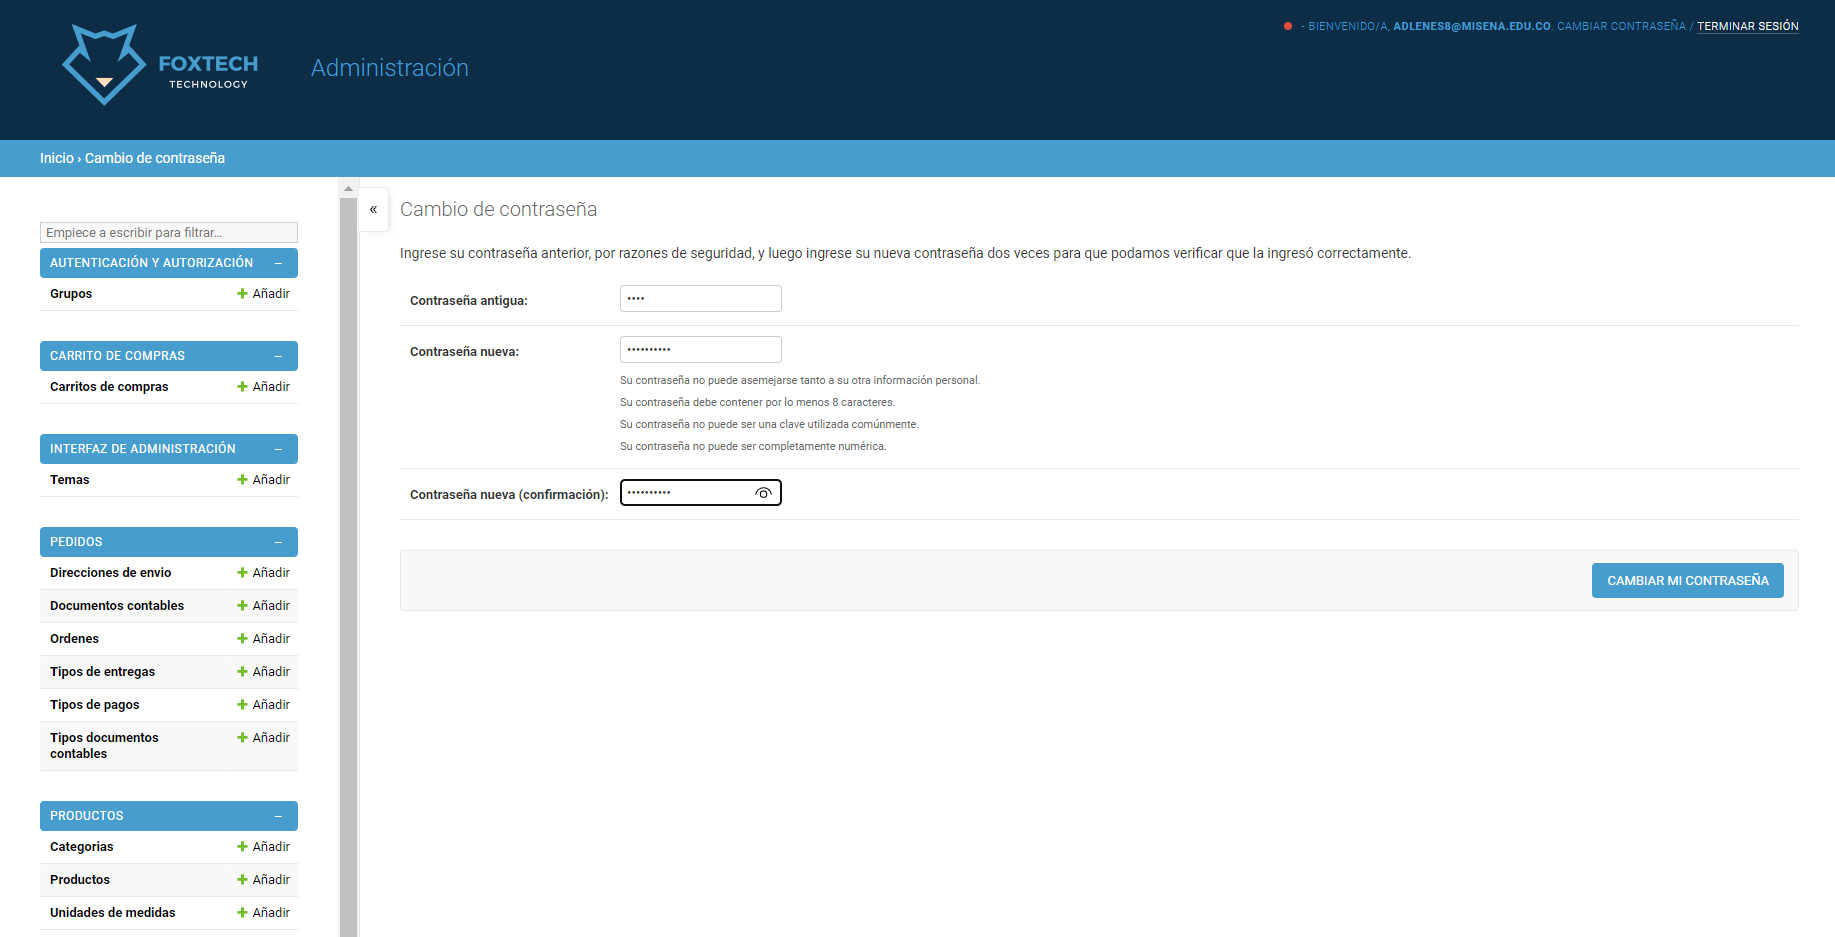 FOXTECH
TECHNOLOGY
Administración
- BIENVENIDO/A, ADLENES8@MISENA.EDU.CO. CAMBIAR CONTRASEÑA / TERMINAR SESIÓN
Inicio › Cambio de contraseña
Empiece a escribir para filtrar...
AUTENTICACIÓN Y AUTORIZACIÓN –
Grupos + Añadir
CARRITO DE COMPRAS –
Carritos de compras + Añadir
INTERFAZ DE ADMINISTRACIÓN –
Temas + Añadir
PEDIDOS –
Direcciones de envio + Añadir
Documentos contables + Añadir
Ordenes + Añadir
Tipos de entregas + Añadir
Tipos de pagos + Añadir
Tipos documentos + Añadir
contables
PRODUCTOS –
Categorias + Añadir
Productos + Añadir
Unidades de medidas + Añadir
«
Cambio de contraseña
Ingrese su contraseña anterior, por razones de seguridad, y luego ingrese su nueva contraseña dos veces para que podamos verificar que la ingresó correctamente.
Contraseña antigua: ••••
Contraseña nueva: ••••••••••
Su contraseña no puede asemejarse tanto a su otra información personal.
Su contraseña debe contener por lo menos 8 caracteres.
Su contraseña no puede ser una clave utilizada comúnmente.
Su contraseña no puede ser completamente numérica.
Contraseña nueva (confirmación): ••••••••••
CAMBIAR MI CONTRASEÑA